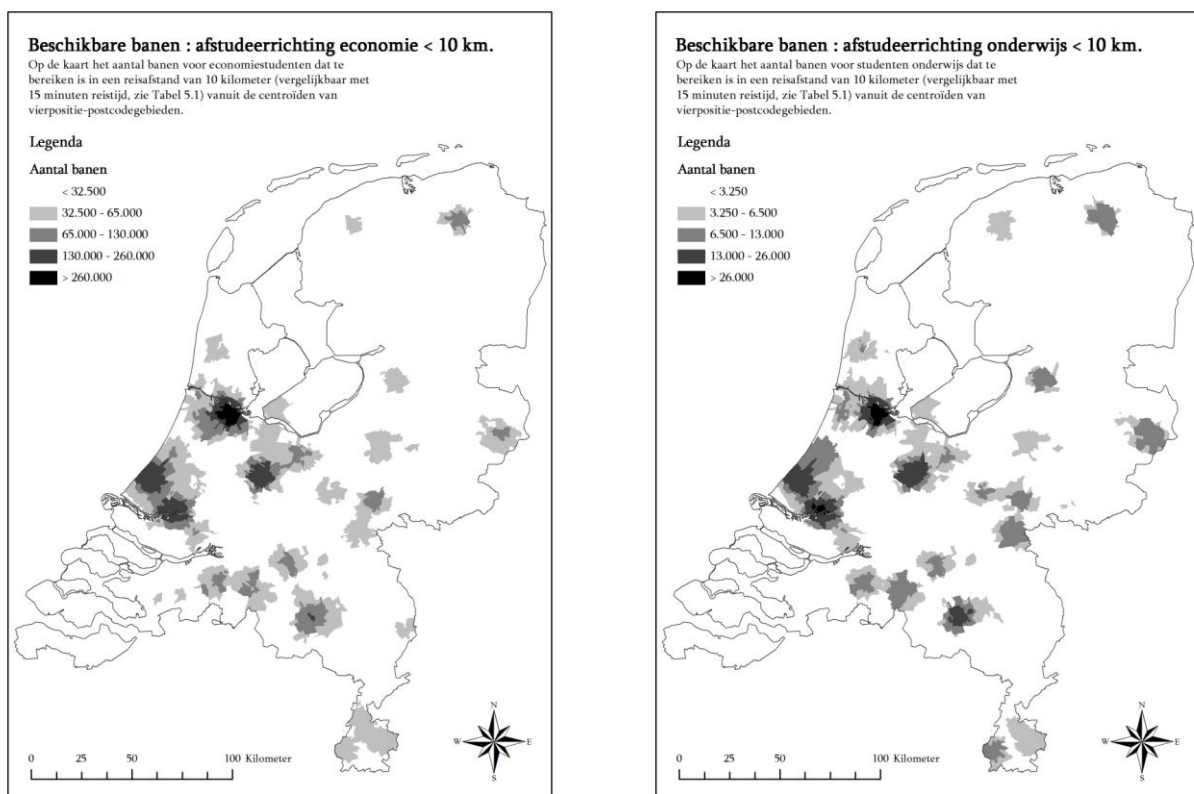 Beschikbare banen : afstudeerrichting economie < 10 km.
Op de kaart het aantal banen voor economiestudenten dat te
bereiken is in een reisafstand van 10 kilometer (vergelijkbaar met
15 minuten reistijd, zie Tabel 5.1) vanuit de centroïden van
vierpositie-postcodegebieden.
Legenda
Aantal banen
< 32.500
32.500 - 65.000
65.000 - 130.000
130.000 - 260.000
> 260.000
0 25 50 100 Kilometer
N
W E
S
Beschikbare banen : afstudeerrichting onderwijs < 10 km.
Op de kaart het aantal banen voor studenten onderwijs dat te
bereiken is in een reisafstand van 10 kilometer (vergelijkbaar met
15 minuten reistijd, zie Tabel 5.1) vanuit de centroïden van
vierpositie-postcodegebieden.
Legenda
Aantal banen
< 3.250
3.250 - 6.500
6.500 - 13.000
13.000 - 26.000
> 26.000
0 25 50 100 Kilometer
N
W E
S